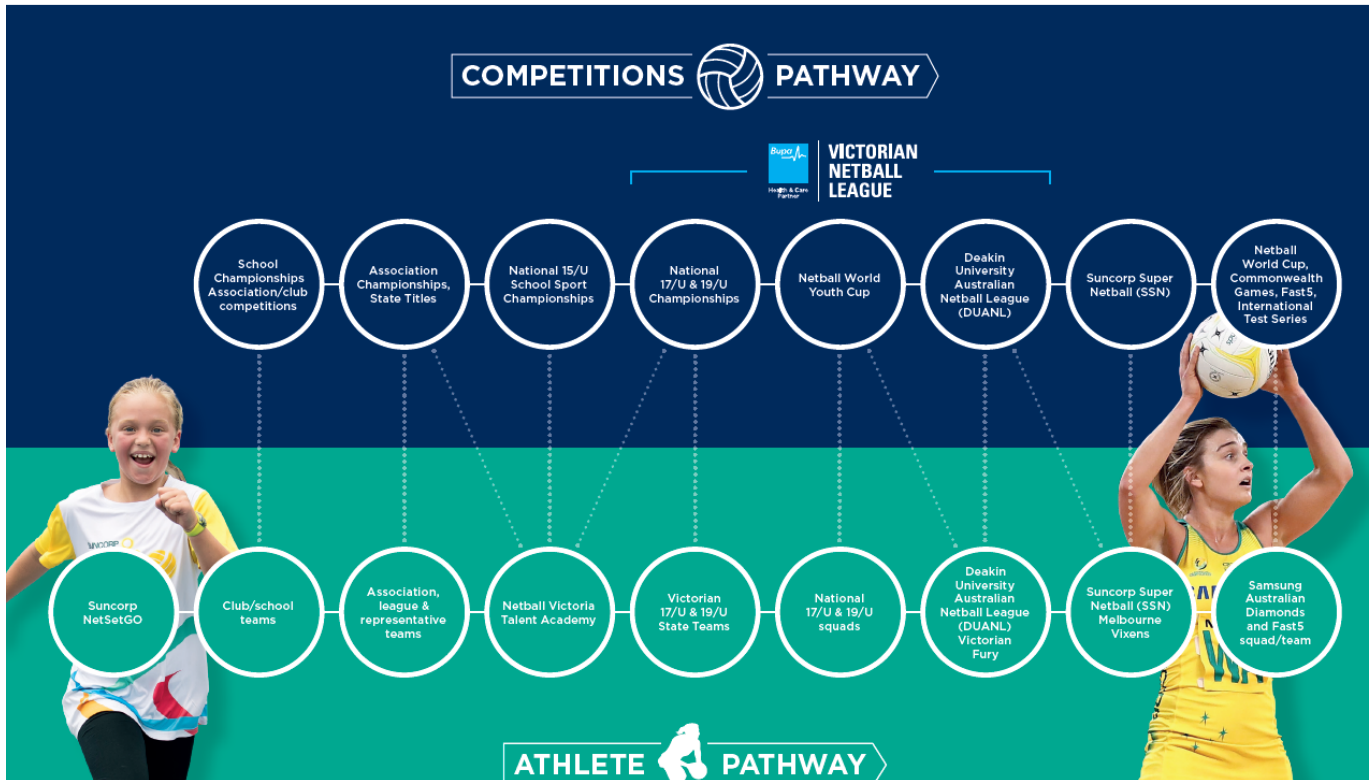 COMPETITIONS PATHWAY
Bupa
Health & Care
Partner
VICTORIAN
NETBALL
LEAGUE
School
Championships
Association/club
competitions
Association
Championships,
State Titles
National 15/U
School Sport
Championships
National
17/U & 19/U
Championships
Netball World
Youth Cup
Deakin
University
Australian
Netball League
(DUANL)
Suncorp Super
Netball (SSN)
Netball
World Cup,
Commonwealth
Games, Fast5,
International
Test Series
Suncorp
NetSetGO
Club/school
teams
Association,
league &
representative
teams
Netball Victoria
Talent Academy
Victorian
17/U & 19/U
State Teams
National
17/U & 19/U
squads
Deakin
University
Australian
Netball League
(DUANL)
Victorian
Fury
Suncorp Super
Netball (SSN)
Melbourne
Vixens
Samsung
Australian
Diamonds
and Fast5
squad/team
ATHLETE PATHWAY